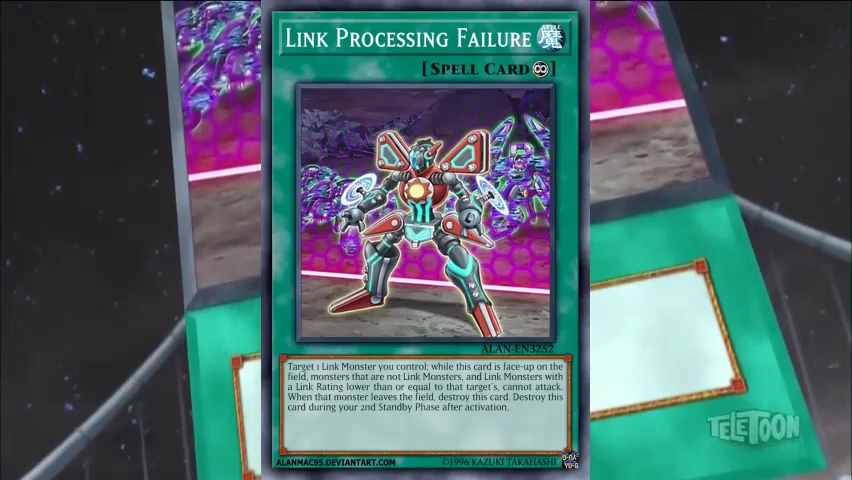 LINK PROCESSING FAILURE 魔
[SPELL CARD]
ALAN-EN3252
Target 1 Link Monster you control; while this card is face-up on the
field, monsters that are not Link Monsters, and Link Monsters with
a Link Rating lower than or equal to that target's, cannot attack.
When that monster leaves the field, destroy this card. Destroy this
card during your 2nd Standby Phase after activation.
ALANMAC95.DEVIANTART.COM ©1996 KAZUKI TAKAHASHI
TELETOON